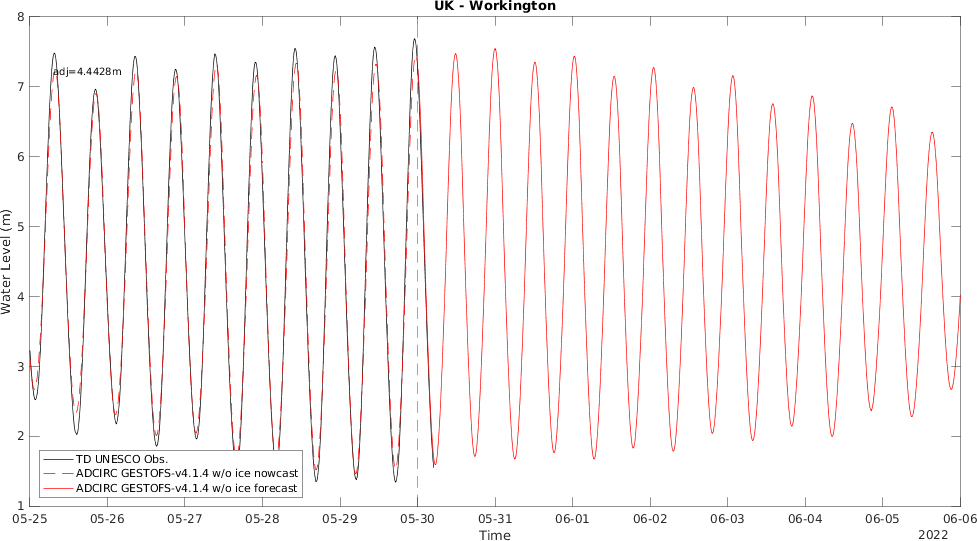 UK - Workington
8
7
6
5
4
3
2
1
Water Level (m)
adj=4.4428m
TD UNESCO Obs.
ADCIRC GESTOFS-v4.1.4 w/o ice nowcast
ADCIRC GESTOFS-v4.1.4 w/o ice forecast
05-25 05-26 05-27 05-28 05-29 05-30 05-31 06-01 06-02 06-03 06-04 06-05 06-06
Time
2022